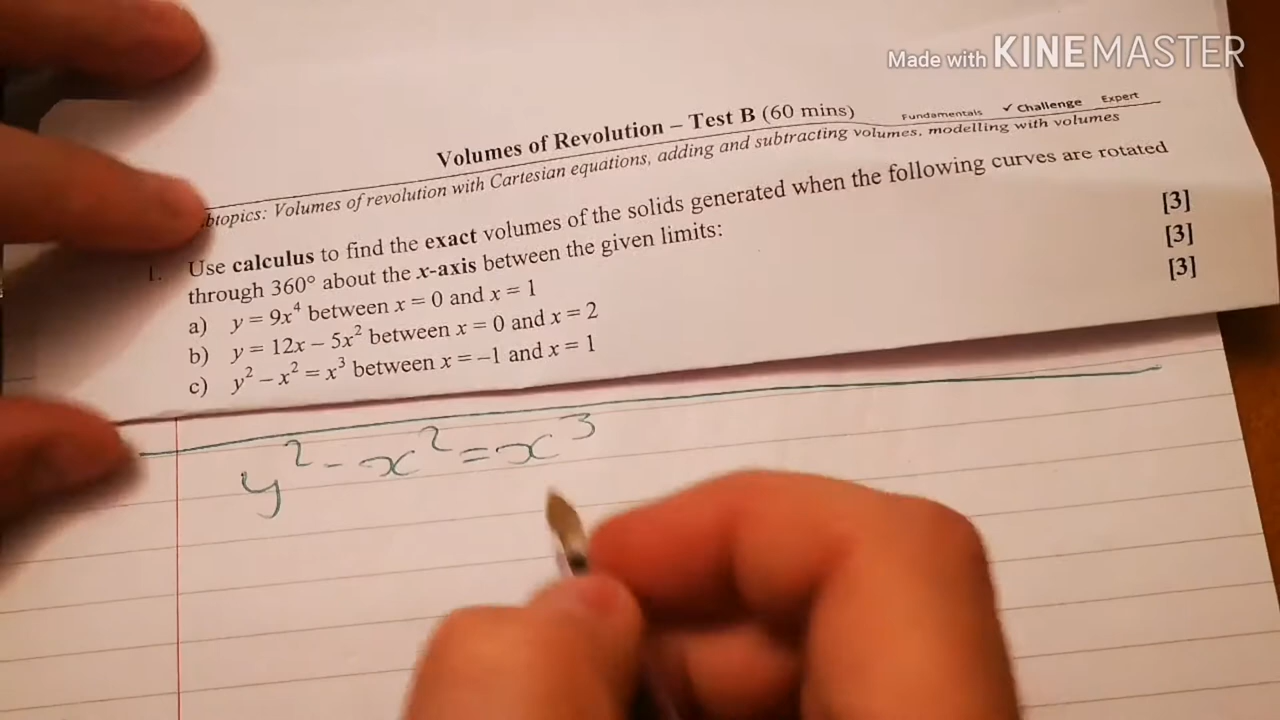 Made with KINEMASTER
Volumes of Revolution – Test B (60 mins)
Fundamentals ✓ Challenge Expert
btopics: Volumes of revolution with Cartesian equations, adding and subtracting volumes, modelling with volumes
1. Use calculus to find the exact volumes of the solids generated when the following curves are rotated
through 360° about the x-axis between the given limits:
a) y = 9x⁴ between x = 0 and x = 1 [3]
b) y = 12x – 5x² between x = 0 and x = 2 [3]
c) y² – x² = x³ between x = –1 and x = 1 [3]
y² - x² = x³